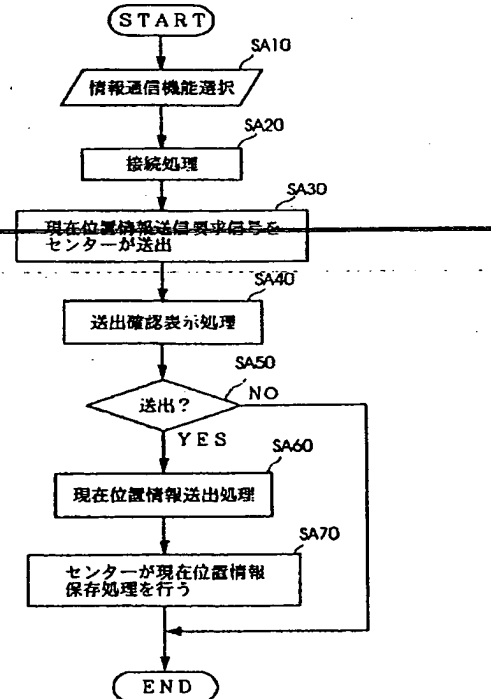 START
SA10
情報通信機能選択
SA20
接続処理
SA30
現在位置情報送信要求信号を
センターが送出
SA40
送出確認表示処理
SA50
送出？
NO
YES
SA60
現在位置情報送出処理
SA70
センターが現在位置情報
保存処理を行う
END